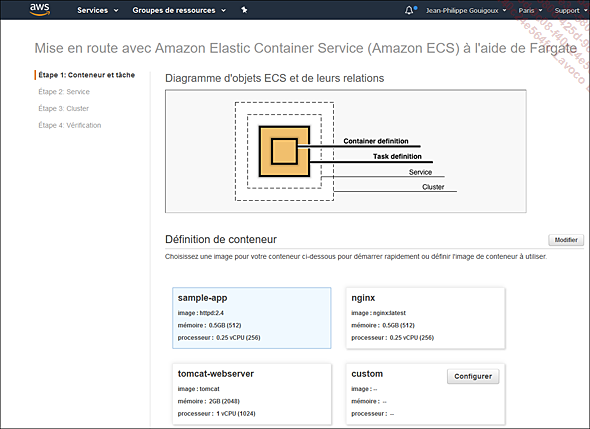 aws
Services
Groupes de ressources
Jean-Philippe Gouigoux
Paris
Support
Mise en route avec Amazon Elastic Container Service (Amazon ECS) à l'aide de Fargate
Étape 1: Conteneur et tâche
Étape 2: Service
Étape 3: Cluster
Étape 4: Vérification
Diagramme d'objets ECS et de leurs relations
Container definition
Task definition
Service
Cluster
Définition de conteneur
Modifier
Choisissez une image pour votre conteneur ci-dessous pour démarrer rapidement ou définir l'image de conteneur à utiliser.
sample-app
image : httpd:2.4
mémoire : 0.5GB (512)
processeur : 0.25 vCPU (256)
nginx
image : nginx:latest
mémoire : 0.5GB (512)
processeur : 0.25 vCPU (256)
tomcat-webserver
image : tomcat
mémoire : 2GB (2048)
processeur : 1 vCPU (1024)
custom
Configurer
image : --
mémoire : --
processeur : --